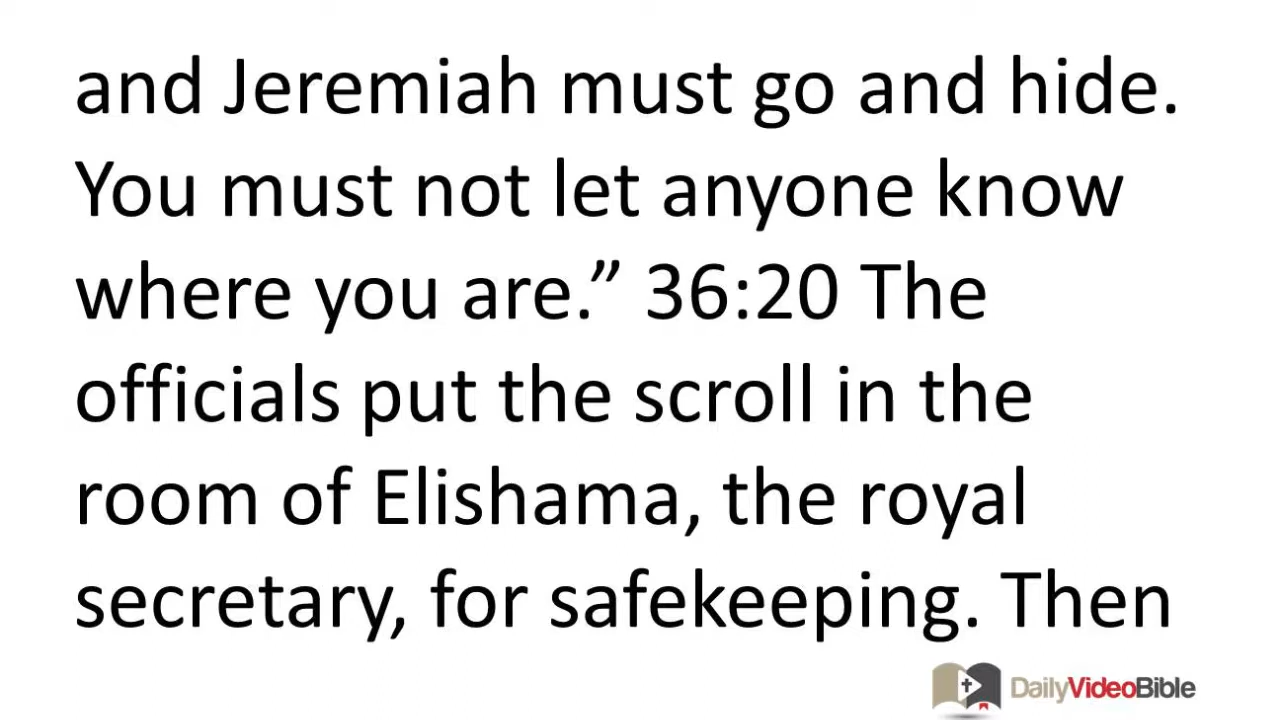 and Jeremiah must go and hide.
You must not let anyone know
where you are.” 36:20 The
officials put the scroll in the
room of Elishama, the royal
secretary, for safekeeping. Then
DailyVideoBible